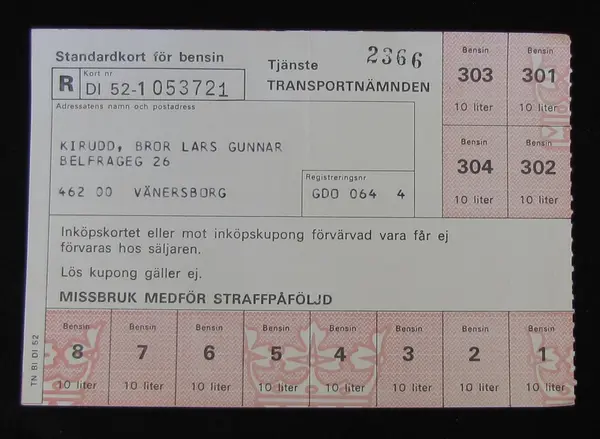 Standardkort för bensin
Tjänste
2366
R
Kort nr
DI 52-1 053721
TRANSPORTNÄMNDEN
Adressatens namn och postadress
KIRUDD, BROR LARS GUNNAR
BELFRAGEG 26
462 00 VÄNERSBORG
Registreringsnr
GDO 064 4
Bensin
303
10 liter
Bensin
301
10 liter
Bensin
304
10 liter
Bensin
302
10 liter
Inköpskortet eller mot inköpskupong förvärvad vara får ej
förvaras hos säljaren.
Lös kupong gäller ej.
MISSBRUK MEDFÖR STRAFFPÅFÖLJD
TN BI DI 52
Bensin
8
10 liter
Bensin
7
10 liter
Bensin
6
10 liter
Bensin
5
10 liter
Bensin
4
10 liter
Bensin
3
10 liter
Bensin
2
10 liter
Bensin
1
10 liter